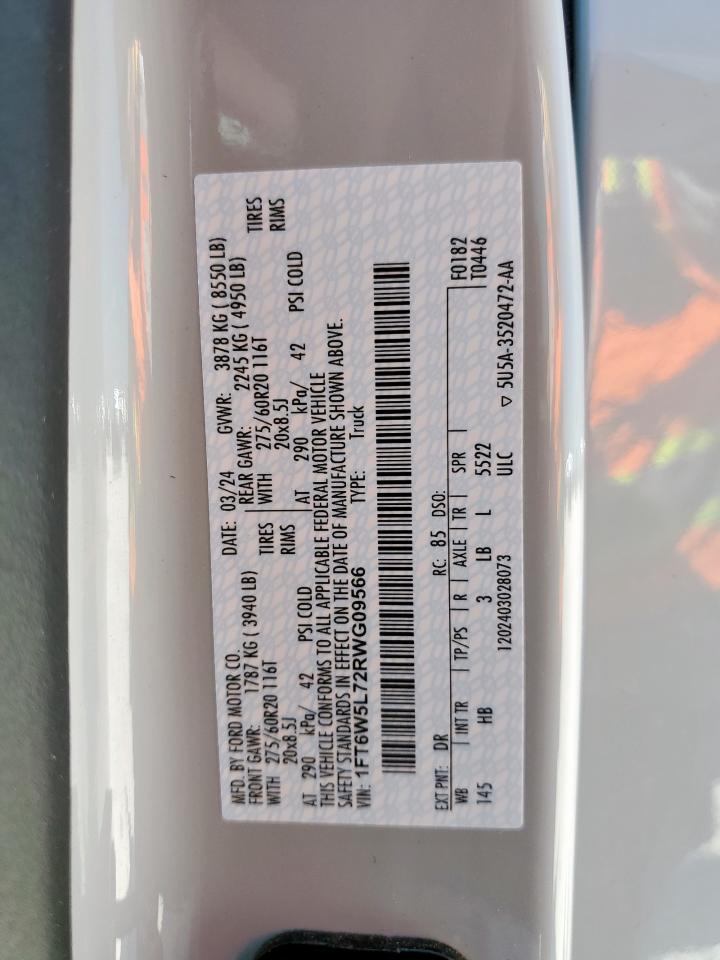 MFD. BY FORD MOTOR CO. DATE: 03/24 GVWR: 3878 KG ( 8550 LB)
FRONT GAWR: 1787 KG ( 3940 LB) REAR GAWR: 2245 KG ( 4950 LB)
WITH 275/60R20 116T TIRES WITH 275/60R20 116T TIRES
20x8.5J RIMS 20x8.5J RIMS
AT 290 kPa/ 42 PSI COLD AT 290 kPa/ 42 PSI COLD
THIS VEHICLE CONFORMS TO ALL APPLICABLE FEDERAL MOTOR VEHICLE
SAFETY STANDARDS IN EFFECT ON THE DATE OF MANUFACTURE SHOWN ABOVE.
VIN: 1FT6W5L72RWG09566 TYPE: Truck
EXT PNT: DR RC: 85 DSO: F0182
WB INT TR TP/PS R AXLE TR SPR T0446
145 HB 3 LB L 5522
1202403028073 ULC ▽ 5U5A-3520472-AA